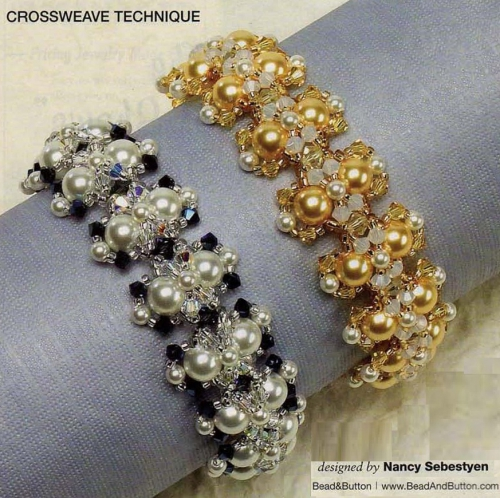 CROSSWEAVE TECHNIQUE
designed by Nancy Sebestyen
Bead&Button | www.BeadAndButton.com